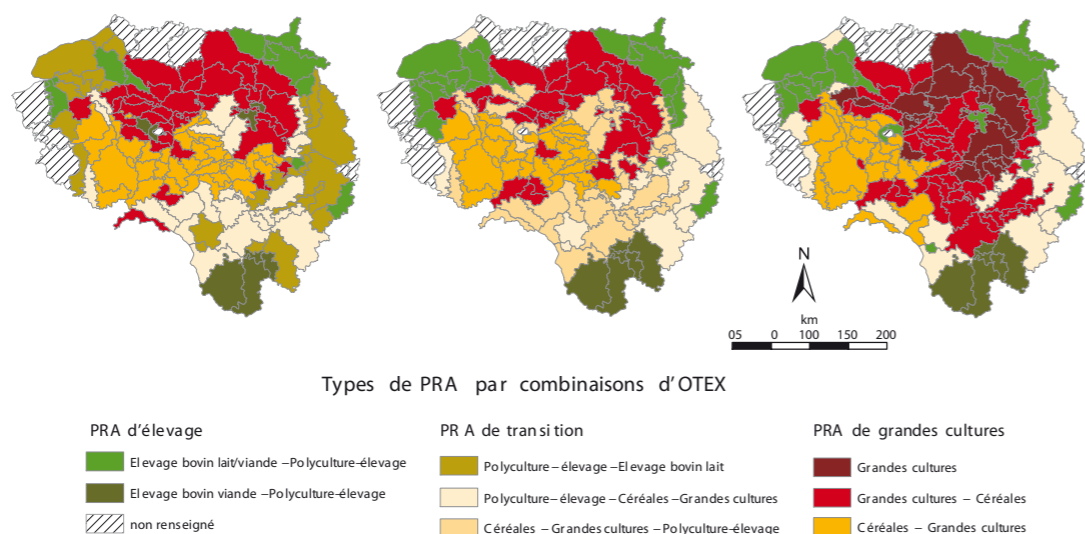 N
km
05 0 100 150 200
Types de PRA par combinaisons d'OTEX
PRA d'élevage
Elevage bovin lait/viande –Polyculture-élevage
Elevage bovin viande –Polyculture-élevage
non renseigné
PR A de transition
Polyculture – élevage –Elevage bovin lait
Polyculture – élevage –Céréales –Grandes cultures
Céréales – Grandes cultures –Polyculture-élevage
PRA de grandes cultures
Grandes cultures
Grandes cultures – Céréales
Céréales – Grandes cultures